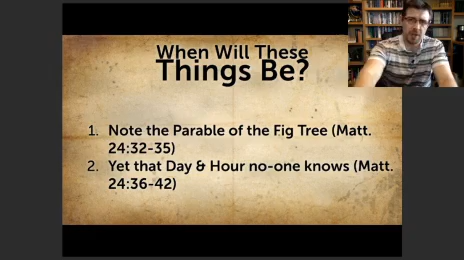 When Will These
Things Be?
1. Note the Parable of the Fig Tree (Matt.
24:32-35)
2. Yet that Day & Hour no-one knows (Matt.
24:36-42)